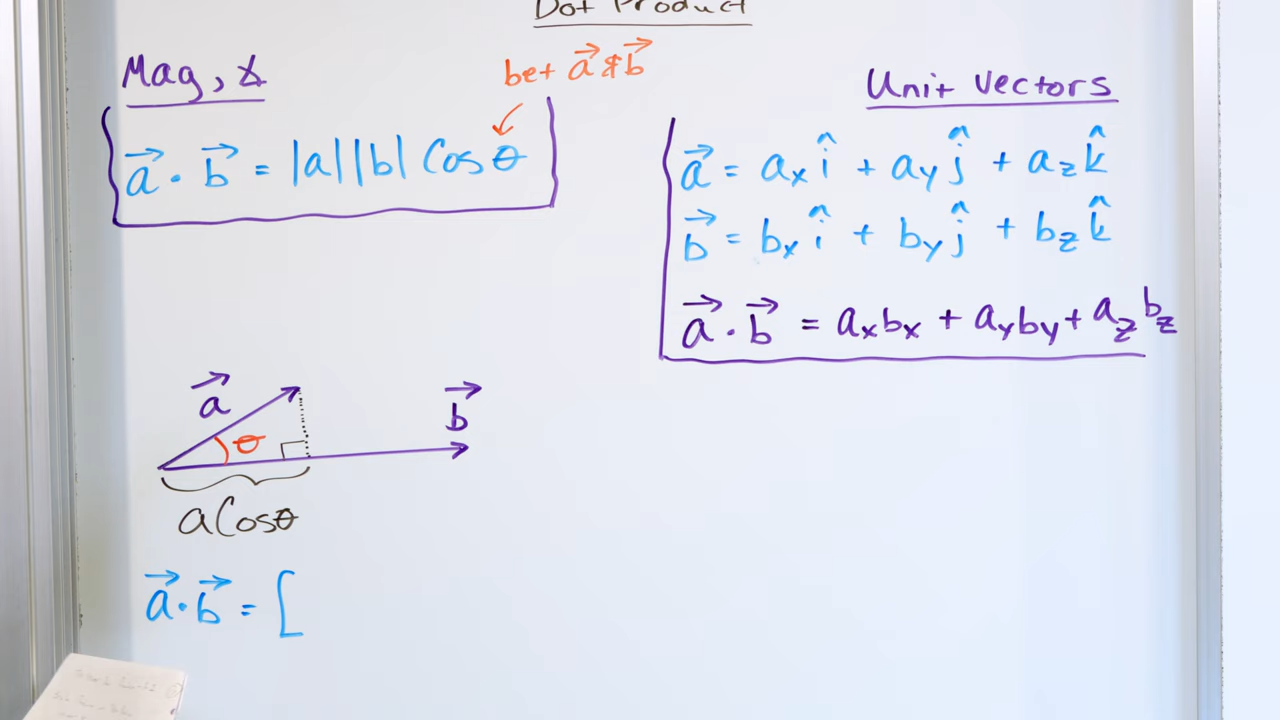 Dot Product
Mag, ∡
bet a⃗ & b⃗
a⃗ · b⃗ = |a||b| Cos θ
Unit Vectors
a⃗ = aₓ î + aᵧ ĵ + a_z k̂
b⃗ = bₓ î + bᵧ ĵ + b_z k̂
a⃗ · b⃗ = aₓbₓ + aᵧbᵧ + a_z b_z
a⃗
b⃗
θ
aCosθ
a⃗ · b⃗ = [